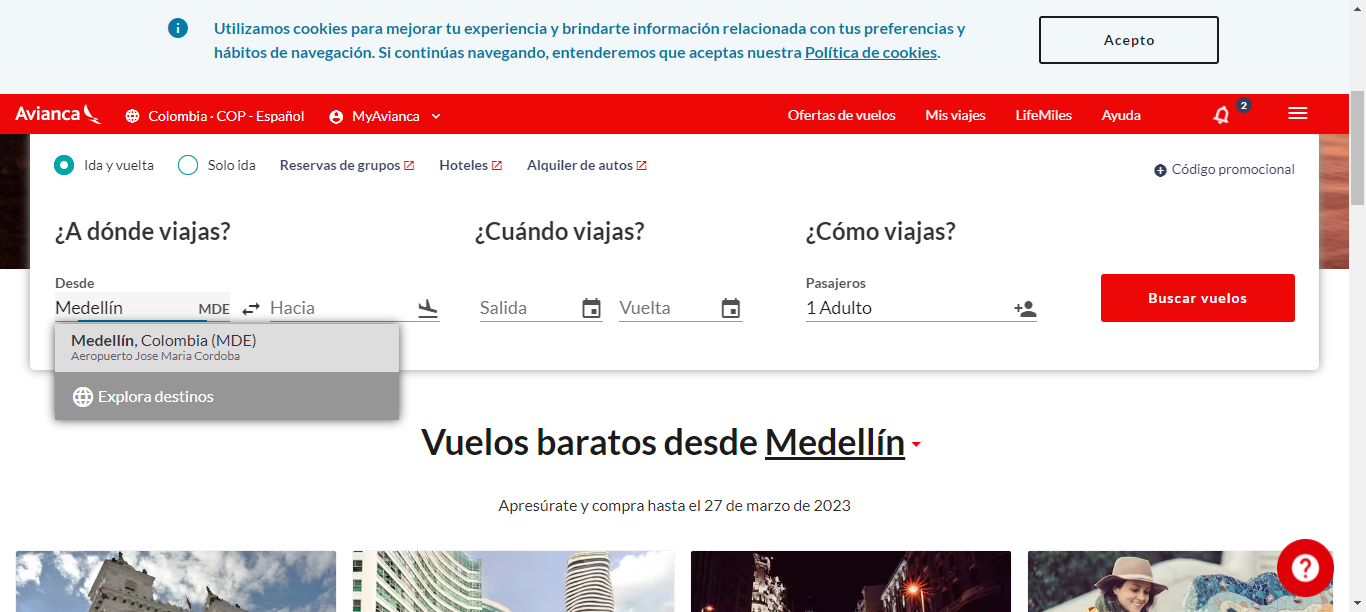 Utilizamos cookies para mejorar tu experiencia y brindarte información relacionada con tus preferencias y
hábitos de navegación. Si continúas navegando, entenderemos que aceptas nuestra Política de cookies.
Acepto
Avianca
Colombia · COP - Español
MyAvianca
Ofertas de vuelos
Mis viajes
LifeMiles
Ayuda
2
Ida y vuelta
Solo ida
Reservas de grupos
Hoteles
Alquiler de autos
Código promocional
¿A dónde viajas?
¿Cuándo viajas?
¿Cómo viajas?
Desde
Medellín MDE
Hacia
Salida
Vuelta
Pasajeros
1 Adulto
Buscar vuelos
Medellín, Colombia (MDE)
Aeropuerto Jose Maria Cordoba
Explora destinos
Vuelos baratos desde Medellín
Apresúrate y compra hasta el 27 de marzo de 2023
?